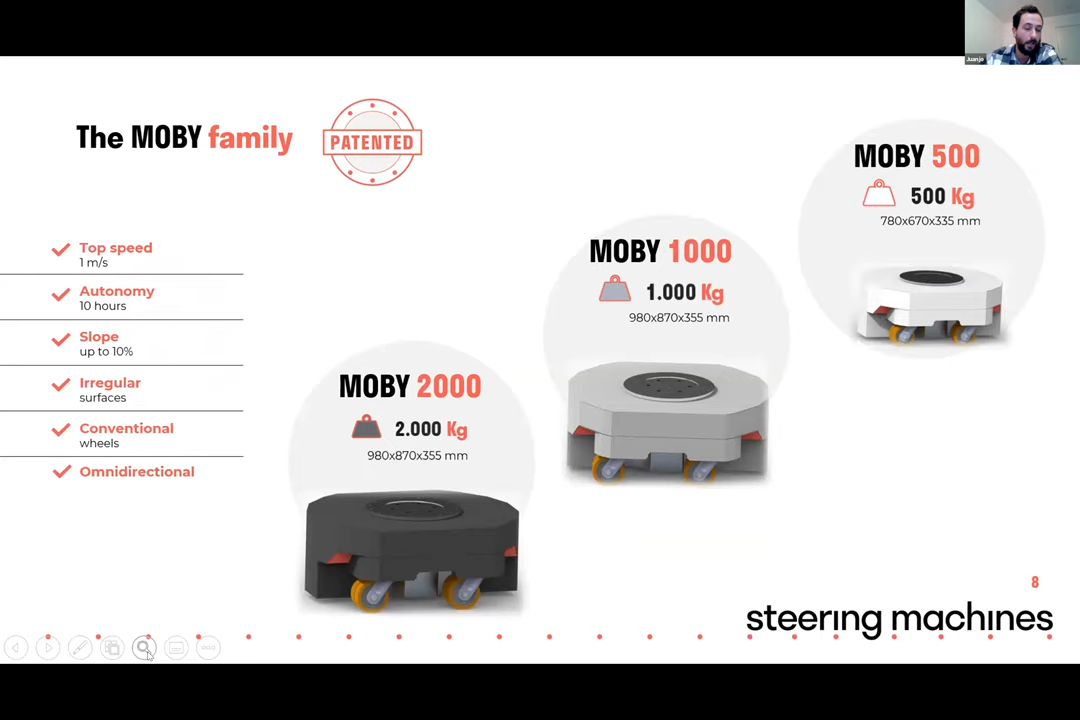 Juanjo
The MOBY family
PATENTED
Top speed
1 m/s
Autonomy
10 hours
Slope
up to 10%
Irregular
surfaces
Conventional
wheels
Omnidirectional
MOBY 2000
2.000 Kg
980x870x355 mm
MOBY 1000
1.000 Kg
980x870x355 mm
MOBY 500
500 Kg
780x670x335 mm
8
steering machines